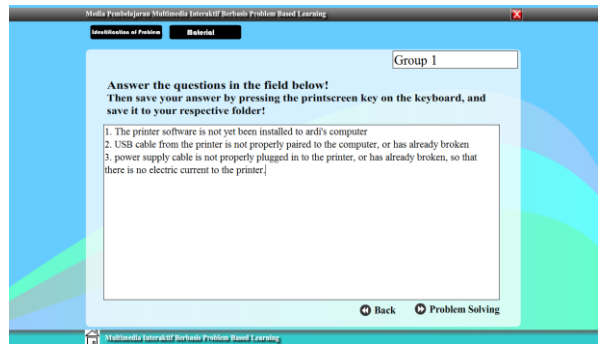 Media Pembelajaran Multimedia Interaktif Berbasis Problem Based Learning
X
Identification of Problem
Material
Group 1
Answer the questions in the field below!
Then save your answer by pressing the printscreen key on the keyboard, and
save it to your respective folder!
1. The printer software is not yet been installed to ardi's computer
2. USB cable from the printer is not properly paired to the computer, or has already broken
3. power supply cable is not properly plugged in to the printer, or has already broken, so that
there is no electric current to the printer.
Back
Problem Solving
Multimedia Interaktif Berbasis Problem Based Learning